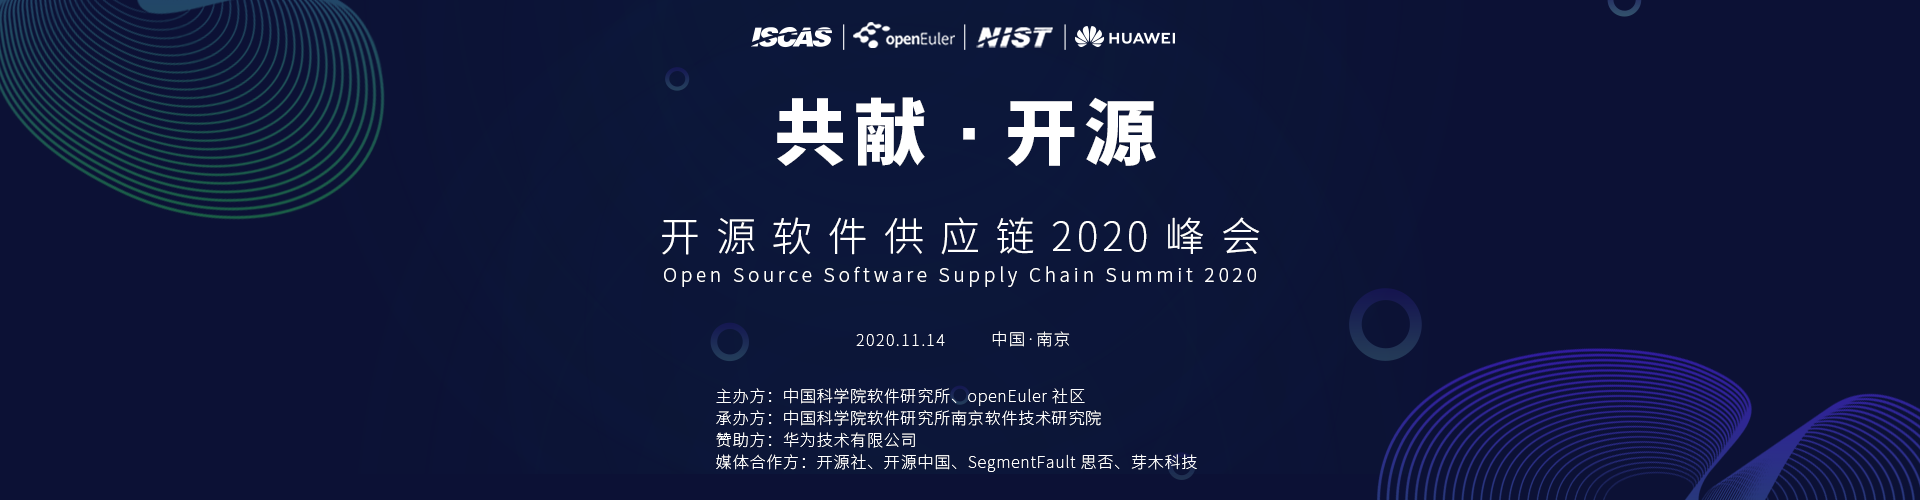 ISCAS | openEuler | NIST | HUAWEI
共献·开源
开源软件供应链2020峰会
Open Source Software Supply Chain Summit 2020
2020.11.14 中国·南京
主办方：中国科学院软件研究所、openEuler 社区
承办方：中国科学院软件研究所南京软件技术研究院
赞助方：华为技术有限公司
媒体合作方：开源社、开源中国、SegmentFault 思否、芽木科技